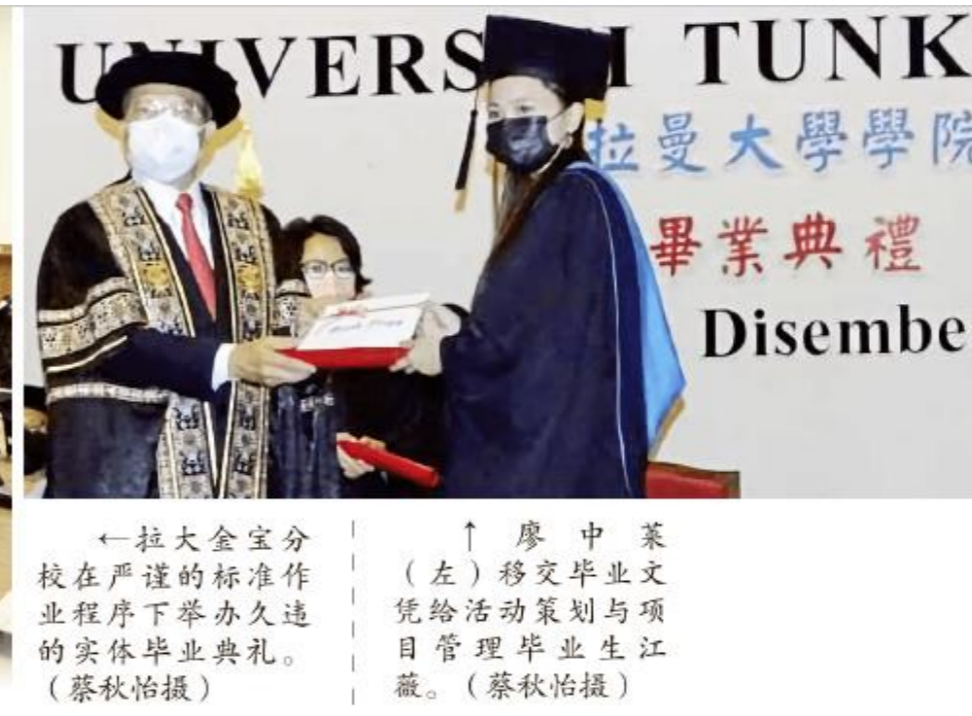 UNIVERSI TUNK
拉曼大學學院
畢業典禮
Disembe
←拉大金宝分
校在严谨的标准作
业程序下举办久违
的实体毕业典礼。
（蔡秋怡摄）
↑廖中莱
（左）移交毕业文
凭给活动策划与项
目管理毕业生江
薇。（蔡秋怡摄）